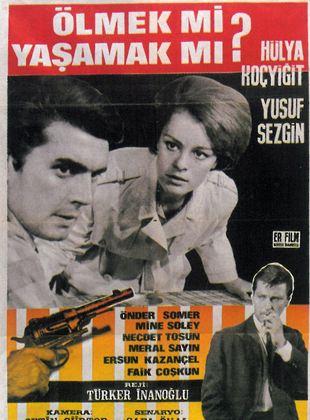 ÖLMEK Mİ
YAŞAMAK MI?
HÜLYA
KOÇYİĞİT
YUSUF
SEZGİN
ER FİLM
ÖNDER SOMER
MİNE SOLEY
NECDET TOSUN
MERAL SAYIN
ERSUN KAZANÇEL
FAİK COŞKUN
REJİ:
TÜRKER İNANOĞLU
KAMERA:
SENARYO: